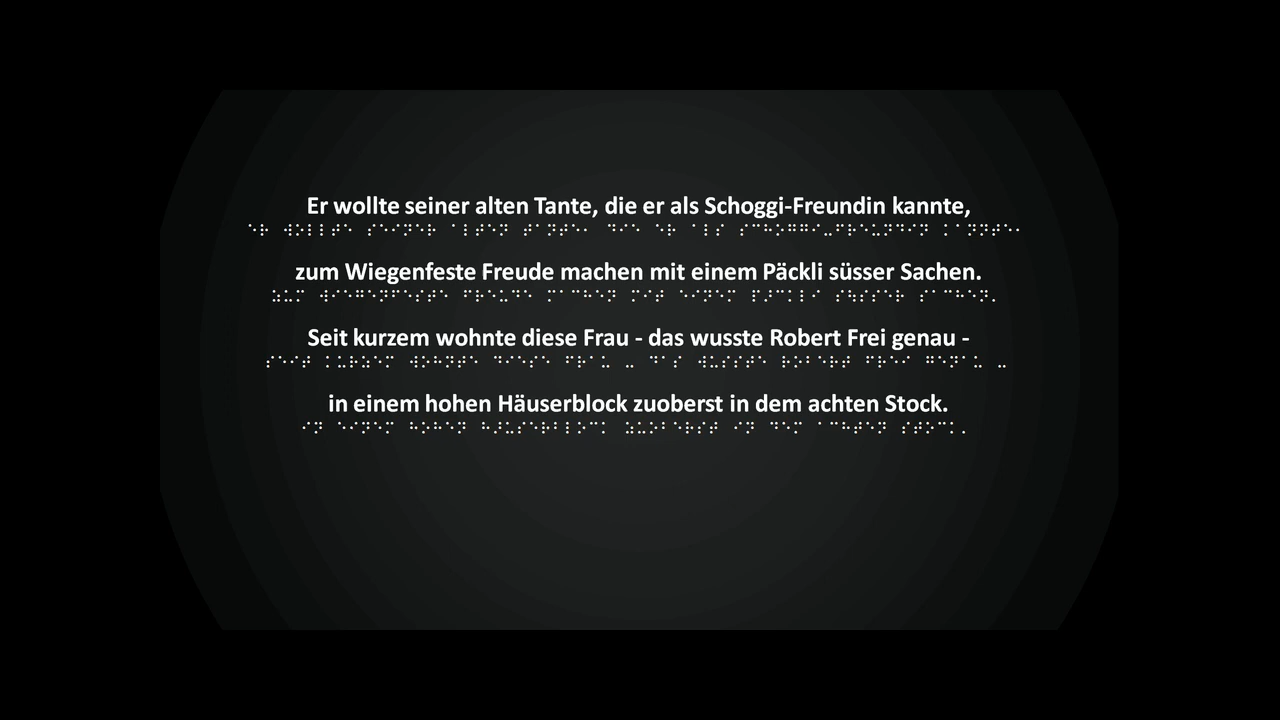 Er wollte seiner alten Tante, die er als Schoggi-Freundin kannte,
⠑⠗ ⠺⠕⠇⠇⠞⠑ ⠎⠑⠊⠝⠑⠗ ⠁⠇⠞⠑⠝ ⠞⠁⠝⠞⠑⠂ ⠙⠊⠑ ⠑⠗ ⠁⠇⠎ ⠎⠉⠓⠕⠛⠛⠊⠤⠋⠗⠑⠥⠝⠙⠊⠝ ⠅⠁⠝⠝⠞⠑⠂
zum Wiegenfeste Freude machen mit einem Päckli süsser Sachen.
⠵⠥⠍ ⠺⠊⠑⠛⠑⠝⠋⠑⠎⠞⠑ ⠋⠗⠑⠥⠙⠑ ⠍⠁⠉⠓⠑⠝ ⠍⠊⠞ ⠑⠊⠝⠑⠍ ⠏⠜⠉⠅⠇⠊ ⠎⠳⠎⠎⠑⠗ ⠎⠁⠉⠓⠑⠝⠄
Seit kurzem wohnte diese Frau - das wusste Robert Frei genau -
⠎⠑⠊⠞ ⠅⠥⠗⠵⠑⠍ ⠺⠕⠓⠝⠞⠑ ⠙⠊⠑⠎⠑ ⠋⠗⠁⠥ ⠤ ⠙⠁⠎ ⠺⠥⠎⠎⠞⠑ ⠗⠕⠃⠑⠗⠞ ⠋⠗⠑⠊ ⠛⠑⠝⠁⠥ ⠤
in einem hohen Häuserblock zuoberst in dem achten Stock.
⠊⠝ ⠑⠊⠝⠑⠍ ⠓⠕⠓⠑⠝ ⠓⠜⠥⠎⠑⠗⠃⠇⠕⠉⠅ ⠵⠥⠕⠃⠑⠗⠎⠞ ⠊⠝ ⠙⠑⠍ ⠁⠉⠓⠞⠑⠝ ⠎⠞⠕⠉⠅⠄